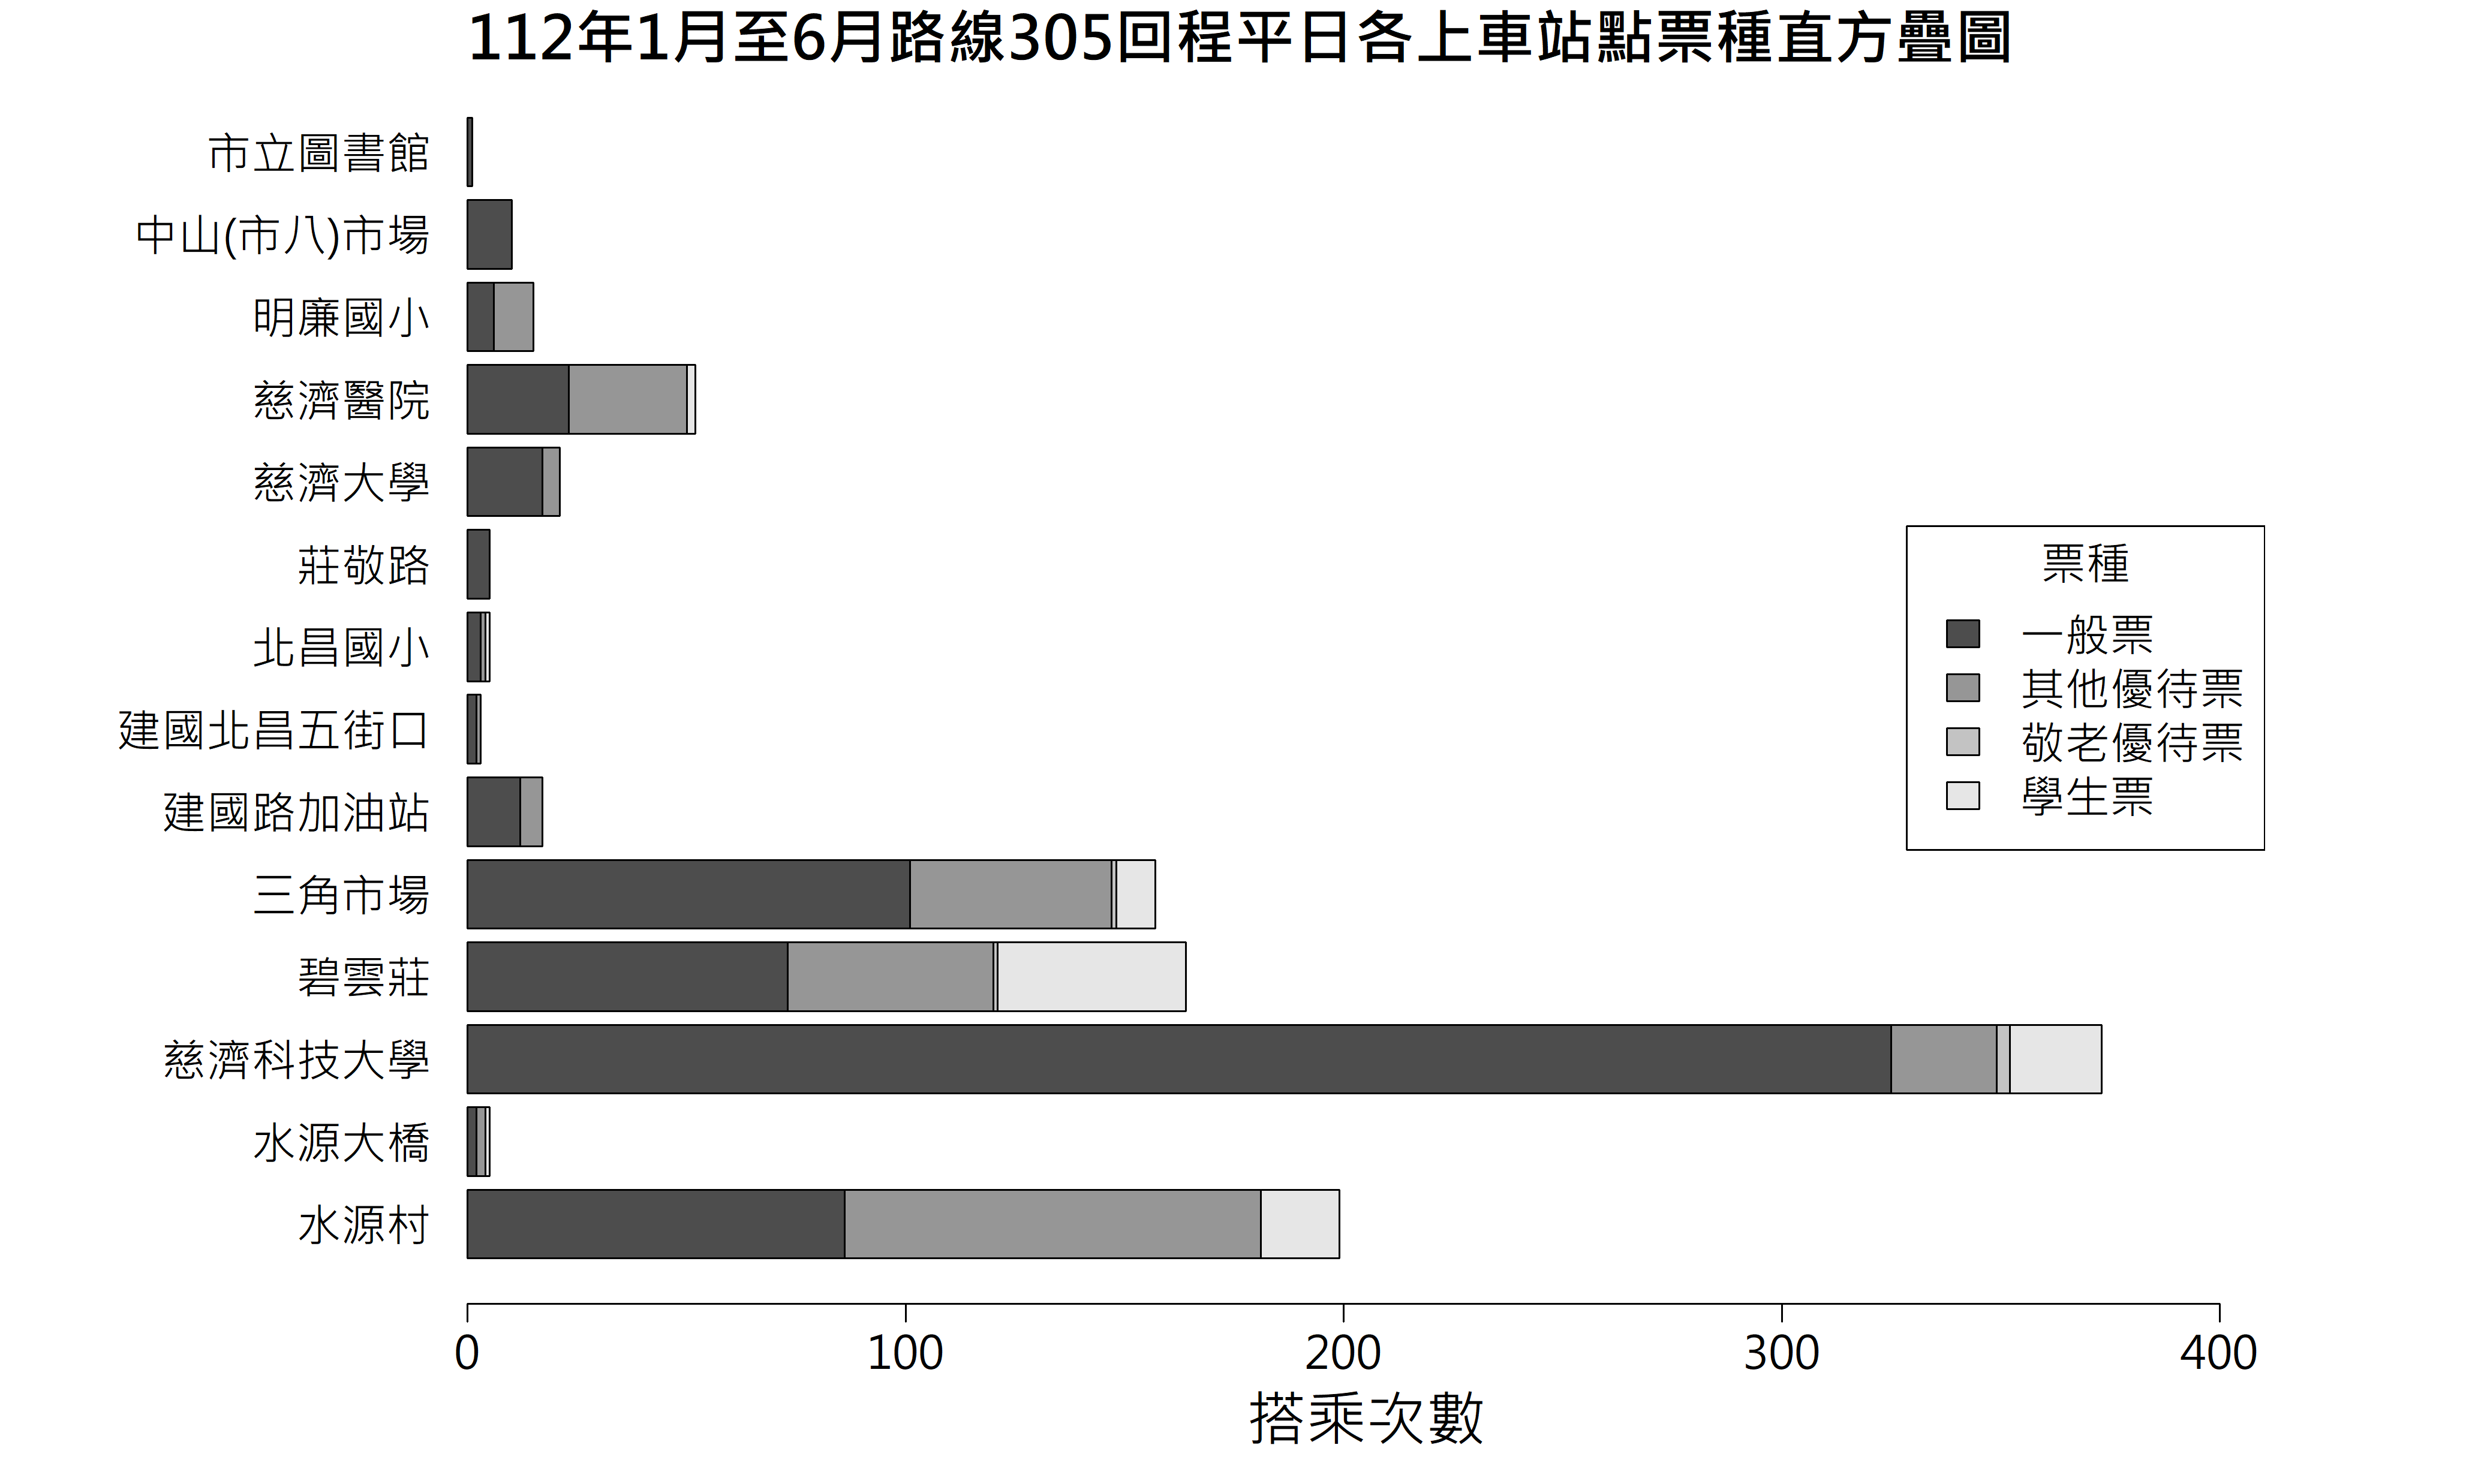 112年1月至6月路線305回程平日各上車站點票種直方疊圖
市立圖書館
中山(市八)市場
明廉國小
慈濟醫院
慈濟大學
莊敬路
北昌國小
建國北昌五街口
建國路加油站
三角市場
碧雲莊
慈濟科技大學
水源大橋
水源村
票種
一般票
其他優待票
敬老優待票
學生票
0 100 200 300 400
搭乘次數